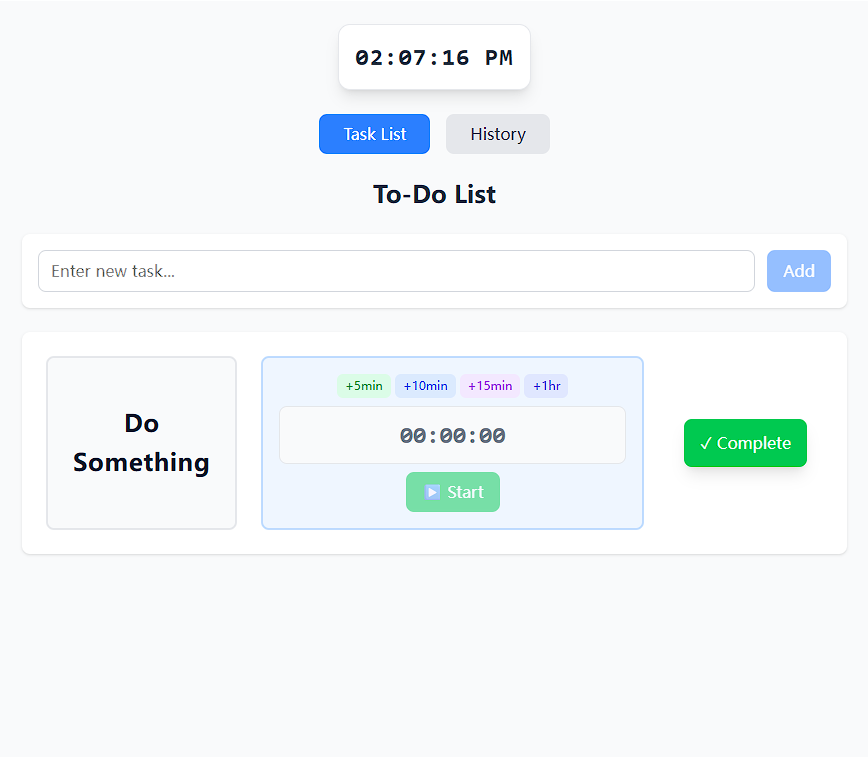 02:07:16 PM
Task List History
To-Do List
Enter new task... Add
+5min +10min +15min +1hr
Do
Something
00:00:00
✓ Complete
▶ Start